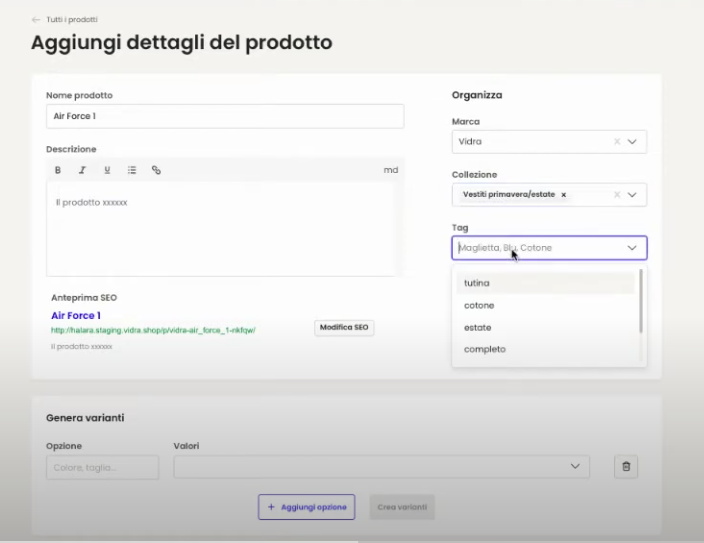 ← Tutti i prodotti
Aggiungi dettagli del prodotto
Nome prodotto
Air Force 1
Descrizione
B I U md
Il prodotto xxxxxx
Anteprima SEO
Air Force 1
http://halara.staging.vidra.shop/p/vidra-air_force_1-nkfqw/
Il prodotto xxxxxx
Modifica SEO
Organizza
Marca
Vidra
Collezione
Vestiti primavera/estate x
Tag
Maglietta, Blu, Cotone
tutina
cotone
estate
completo
Genera varianti
Opzione
Colore, taglia...
Valori
+ Aggiungi opzione
Crea varianti